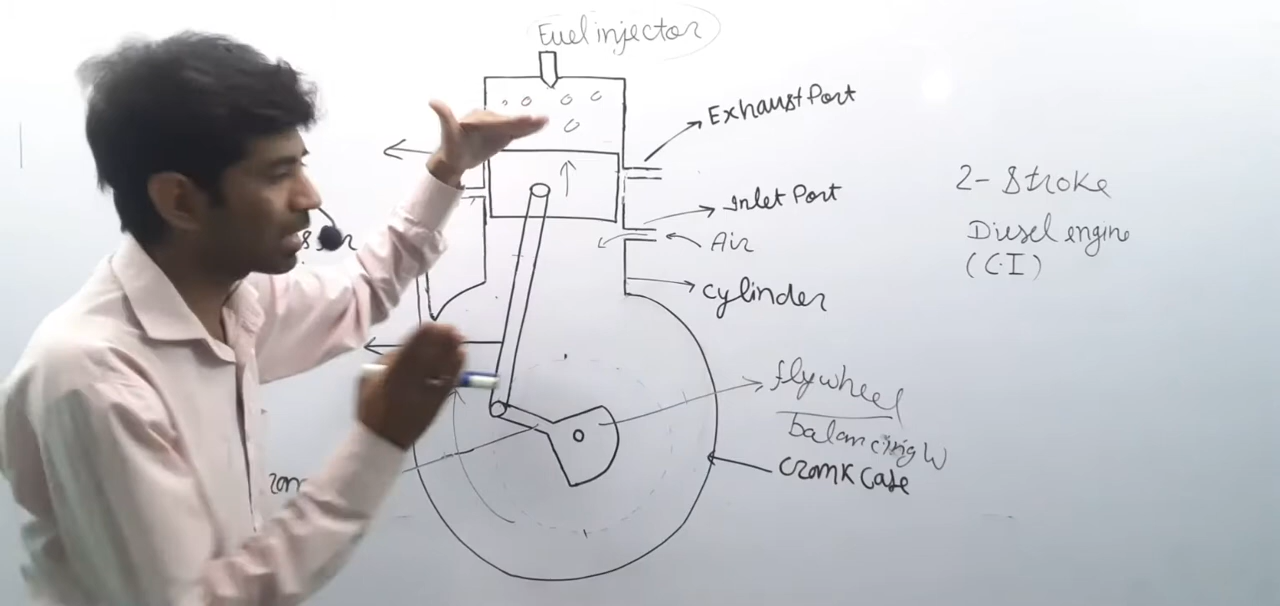 Fuel injector
Exhaust Port
Inlet Port
Air
cylinder
flywheel
balancing W
crank case
2- Stroke
Diesel engine
(C.I)